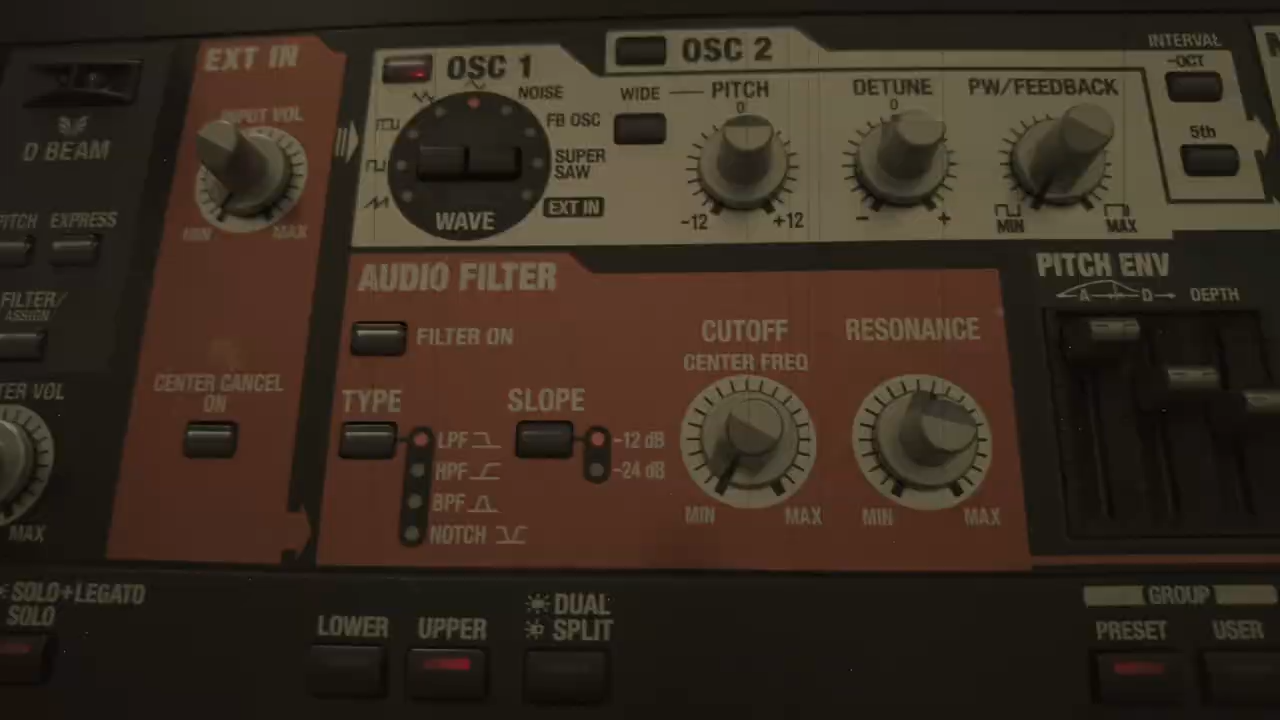 EXT IN
INPUT VOL
MIN MAX
CENTER CANCEL
ON
D BEAM
PITCH EXPRESS
FILTER/
ASSIGN
TER VOL
MAX
OSC 1
NOISE
FB OSC
SUPER
SAW
EXT IN
WAVE
OSC 2
WIDE
PITCH
0
-12 +12
DETUNE
0
- +
PW/FEEDBACK
MIN MAX
INTERVAL
-OCT
5th
AUDIO FILTER
FILTER ON
TYPE
LPF
HPF
BPF
NOTCH
SLOPE
-12 dB
-24 dB
CUTOFF
CENTER FREQ
MIN MAX
RESONANCE
MIN MAX
PITCH ENV
A D DEPTH
SOLO+LEGATO
SOLO
LOWER UPPER
DUAL
SPLIT
GROUP
PRESET USER